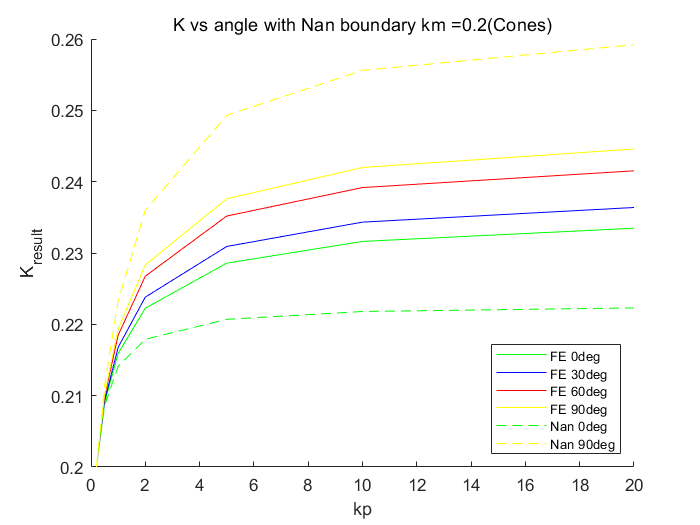 K vs angle with Nan boundary km =0.2(Cones)
0.26
0.25
0.24
0.23
0.22
0.21
0.2
K_result
0 2 4 6 8 10 12 14 16 18 20
kp
FE 0deg
FE 30deg
FE 60deg
FE 90deg
Nan 0deg
Nan 90deg